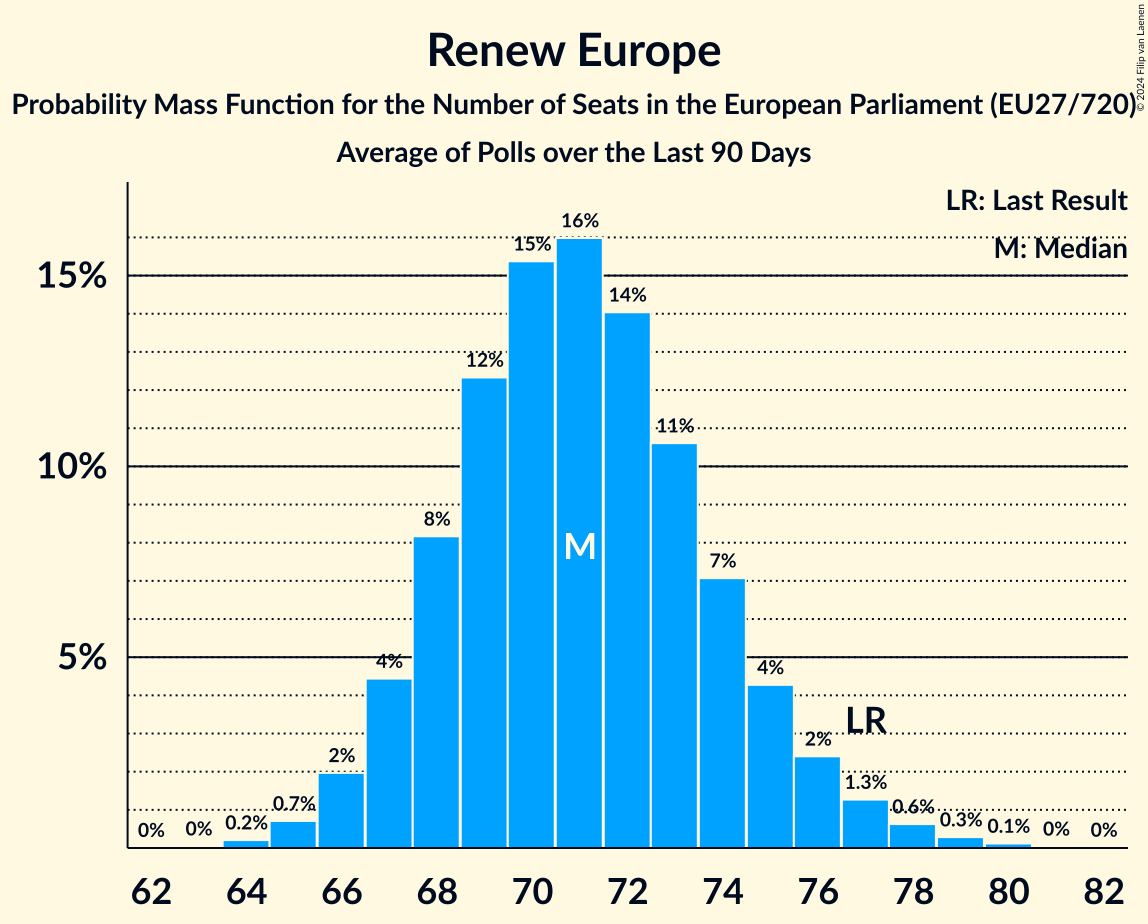 Renew Europe
Probability Mass Function for the Number of Seats in the European Parliament (EU27/720)
Average of Polls over the Last 90 Days
© 2024 Filip van Laenen
LR: Last Result
M: Median
15%
10%
5%
0%
0%
0.2%
0.7%
2%
4%
8%
12%
15%
16%
14%
11%
7%
4%
2%
1.3%
0.6%
0.3%
0.1%
0%
0%
M
LR
62 64 66 68 70 72 74 76 78 80 82